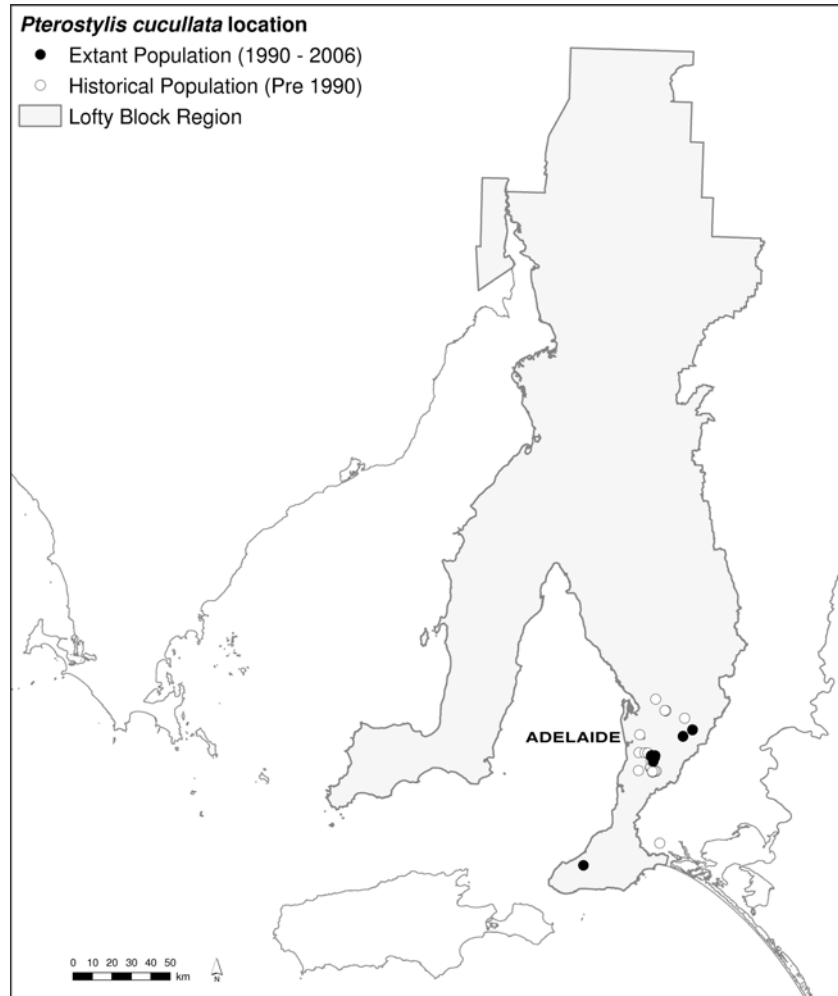 Pterostylis cucullata location
Extant Population (1990 - 2006)
Historical Population (Pre 1990)
Lofty Block Region
ADELAIDE
0 10 20 30 40 50
km
N